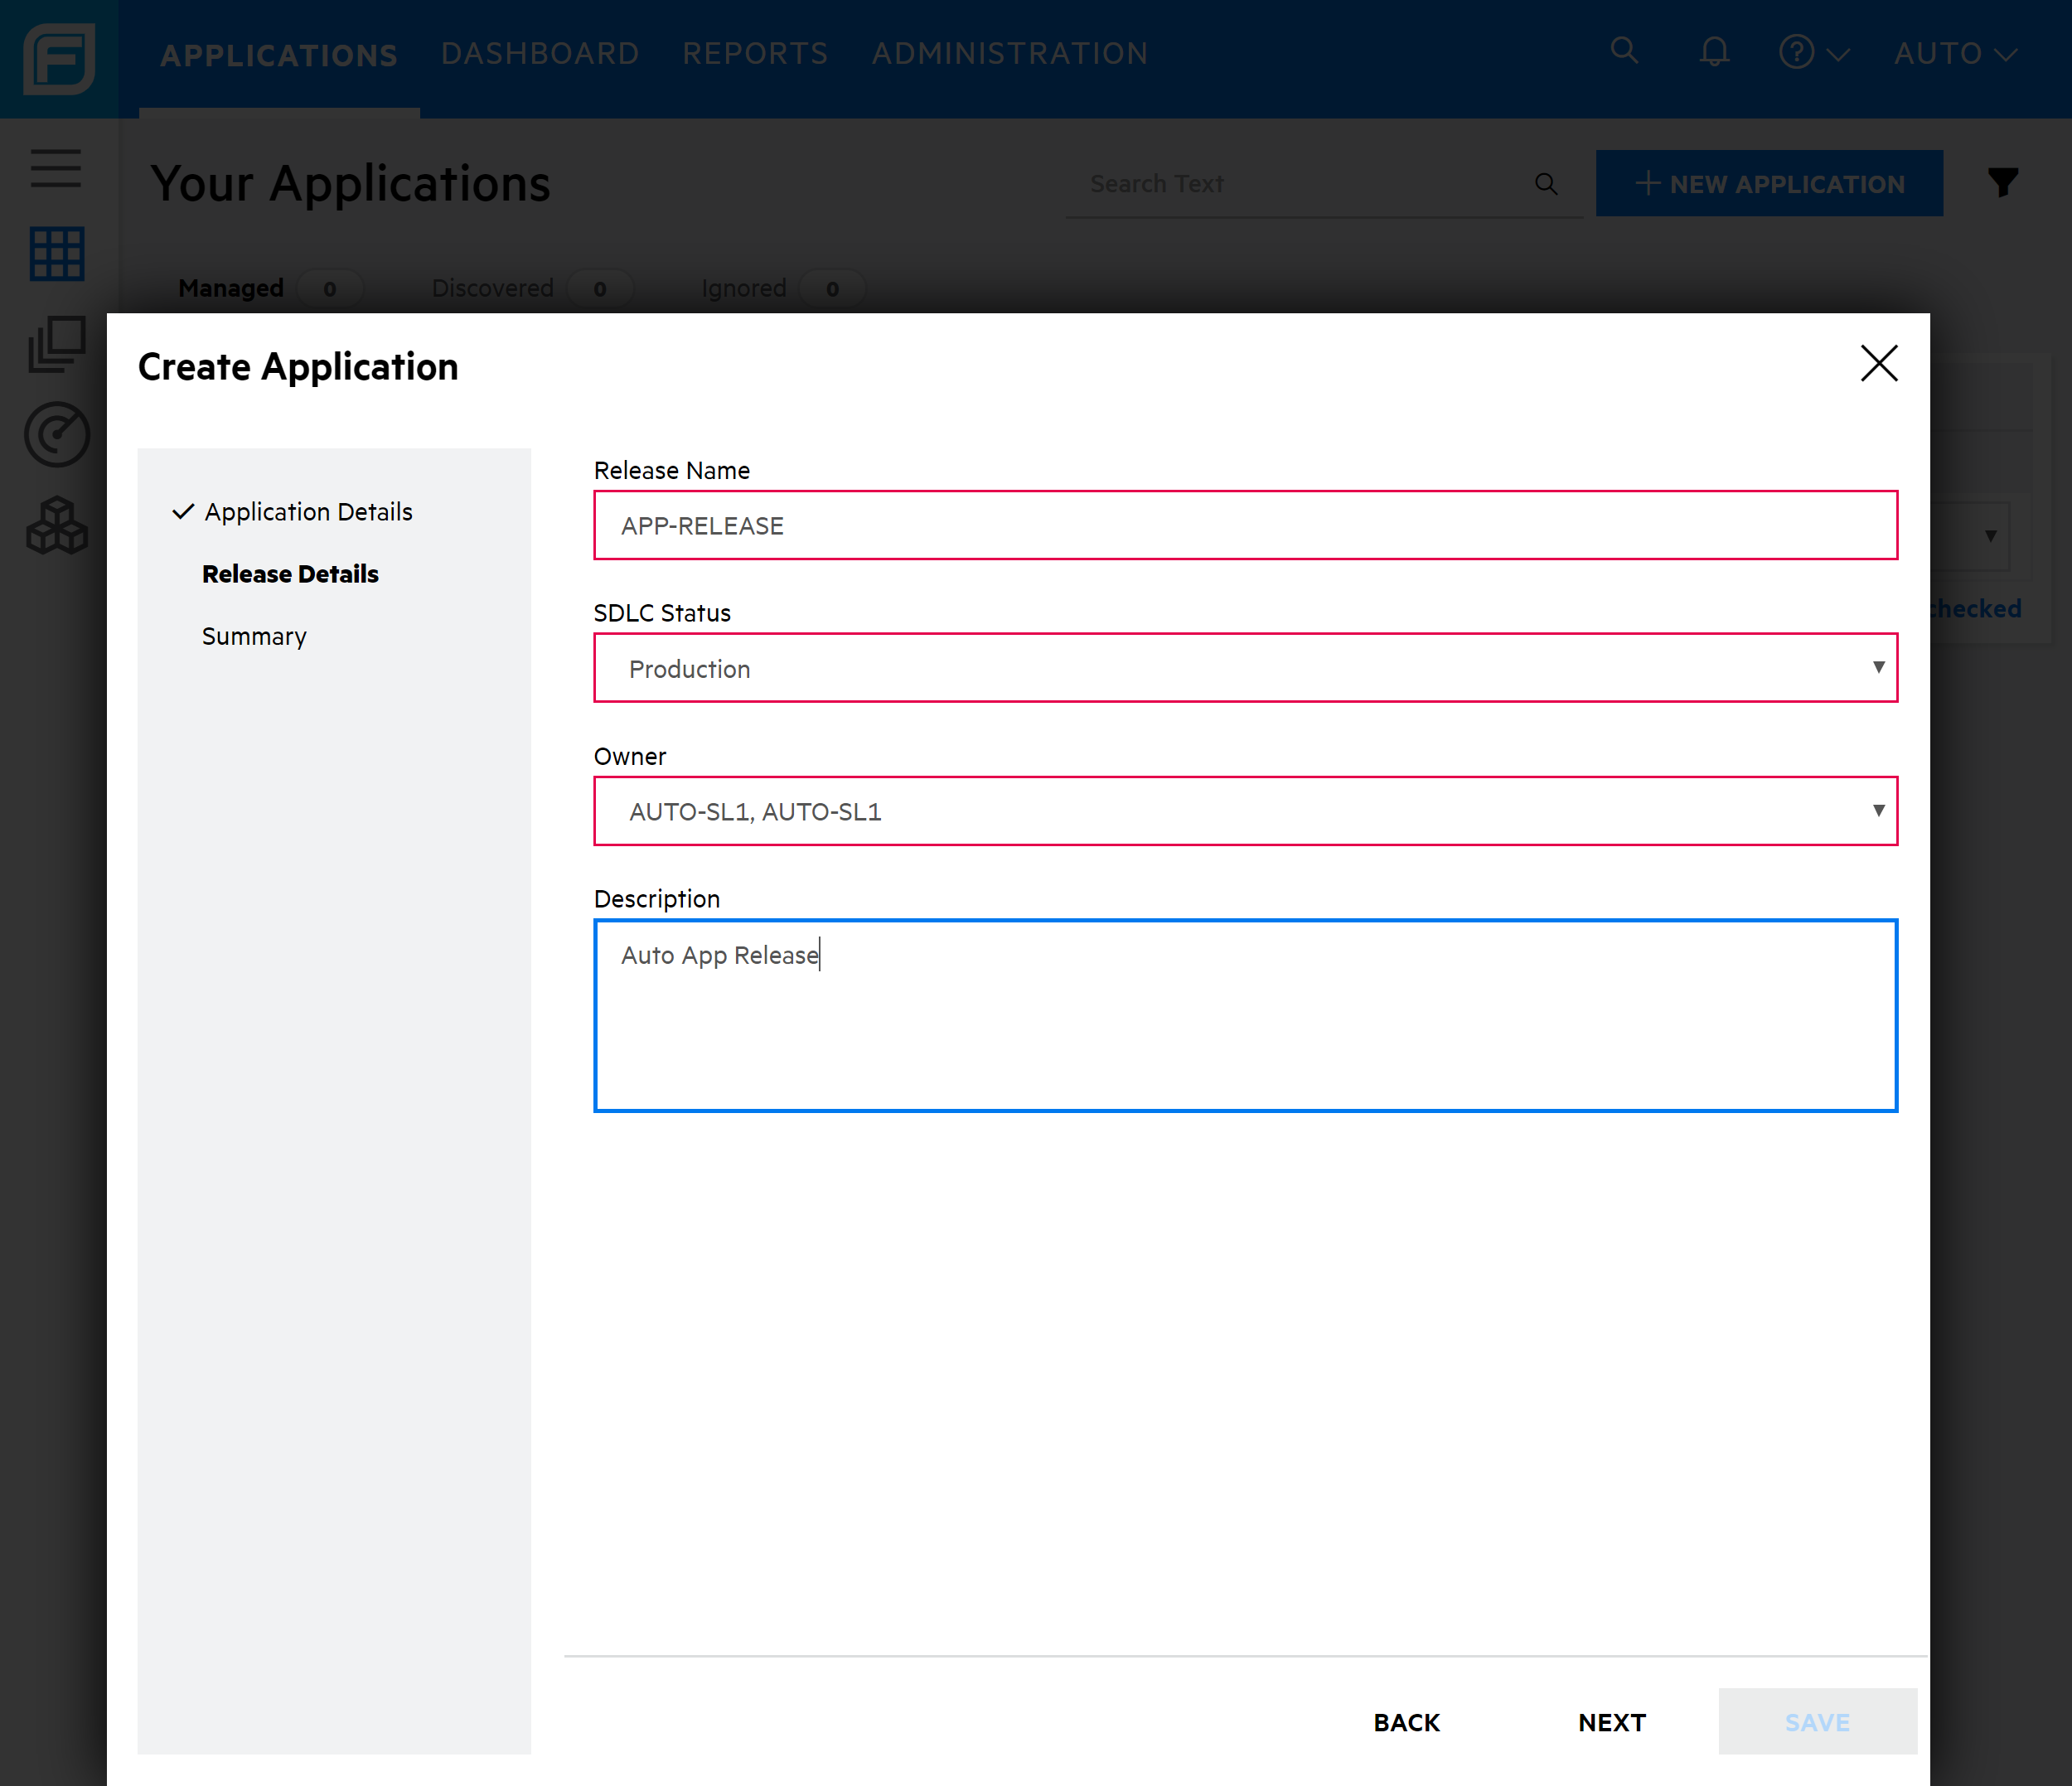 APPLICATIONS DASHBOARD REPORTS ADMINISTRATION AUTO
Your Applications Search Text NEW APPLICATION
Managed 0 Discovered 0 Ignored 0
Create Application
checked
Application Details
Release Details
Summary
Release Name
APP-RELEASE
SDLC Status
Production
Owner
AUTO-SL1, AUTO-SL1
Description
Auto App Release
BACK NEXT SAVE